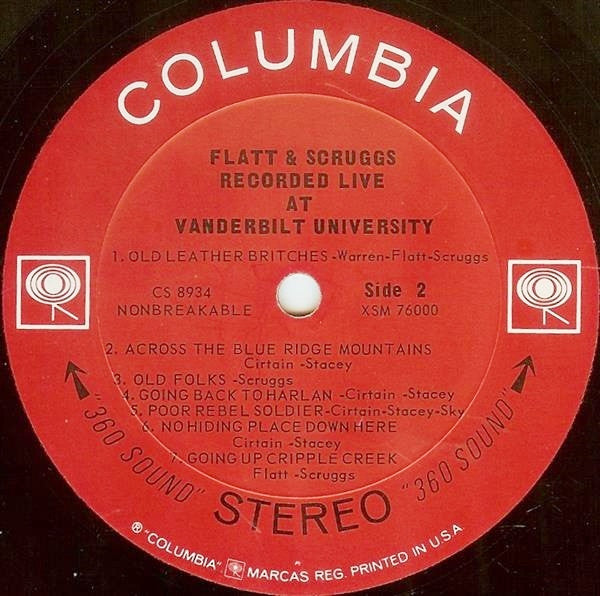 COLUMBIA
FLATT & SCRUGGS
RECORDED LIVE
AT
VANDERBILT UNIVERSITY
1. OLD LEATHER BRITCHES -Warren-Flatt-Scruggs
CS 8934
NONBREAKABLE
Side 2
XSM 76000
2. ACROSS THE BLUE RIDGE MOUNTAINS
Cirtain -Stacey
3. OLD FOLKS -Scruggs
4. GOING BACK TO HARLAN -Cirtain -Stacey
5. POOR REBEL SOLDIER-Cirtain-Stacey-Sky
6. NO HIDING PLACE DOWN HERE
Cirtain -Stacey
7. GOING UP CRIPPLE CREEK
Flatt -Scruggs
"360 SOUND" STEREO "360 SOUND"
® "COLUMBIA" MARCAS REG. PRINTED IN U.S.A.